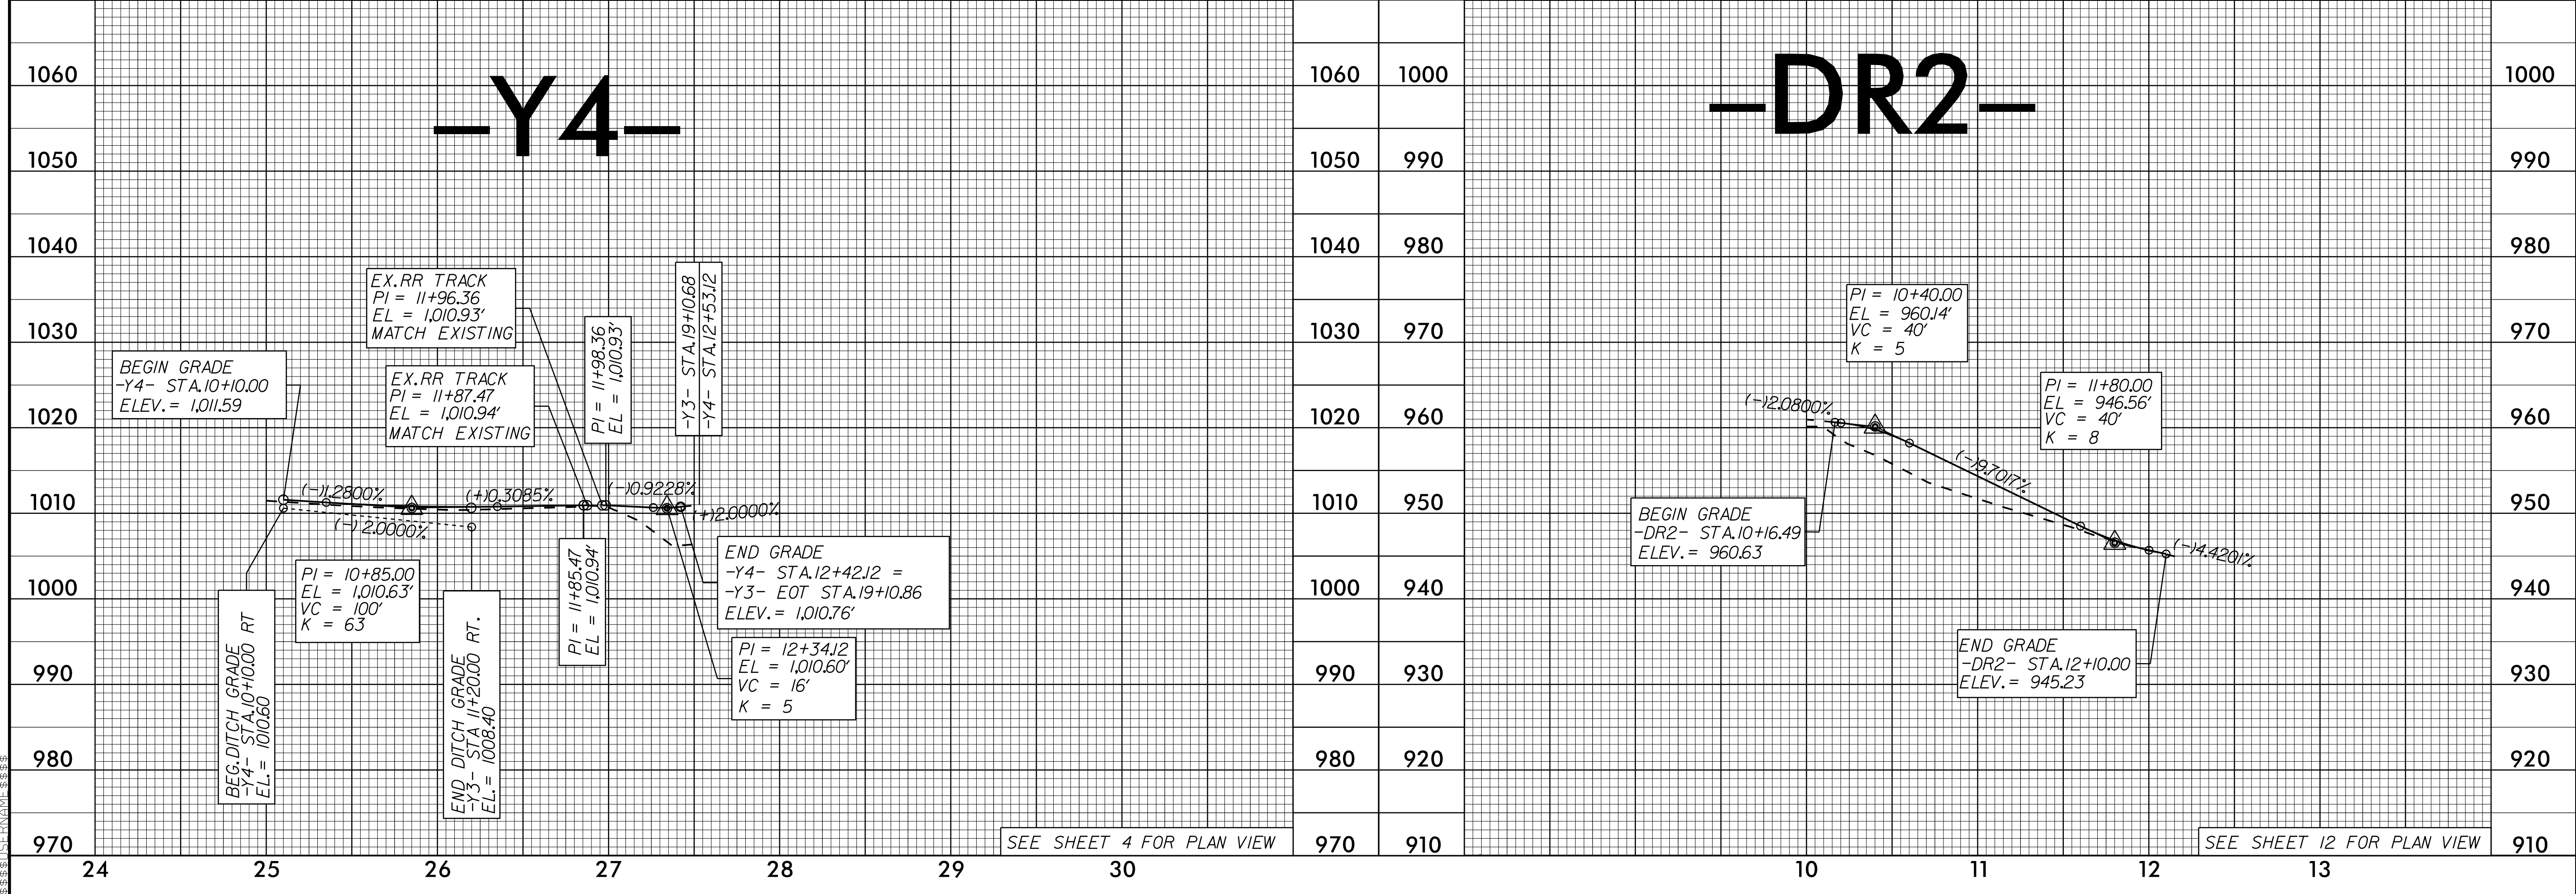 -Y4-
-DR2-
1060
1050
1040
1030
1020
1010
1000
990
980
970
BEGIN GRADE
-Y4- STA.10+10.00
ELEV.= 1,011.59
EX.RR TRACK
PI = 11+96.36
EL = 1,010.93'
MATCH EXISTING
EX.RR TRACK
PI = 11+87.47
EL = 1,010.94'
MATCH EXISTING
PI = 11+98.36
EL = 1,010.93'
-Y3- STA.19+10.68
-Y4- STA.12+53.12
(-)1.2800%
(+)0.3085%
(-)0.9228%
(+)2.0000%
(-)2.0000%
BEG.DITCH GRADE
-Y4- STA.10+10.00 RT
EL.= 1010.60
PI = 10+85.00
EL = 1,010.63'
VC = 100'
K = 63
END DITCH GRADE
-Y3- STA 11+20.00 RT.
EL.= 1008.40
PI = 11+85.47
EL = 1,010.94'
END GRADE
-Y4- STA.12+42.12 =
-Y3- EOT STA.19+10.86
ELEV.= 1,010.76'
PI = 12+34.12
EL = 1,010.60'
VC = 16'
K = 5
SEE SHEET 4 FOR PLAN VIEW
24 25 26 27 28 29 30
1060 1000
1050 990
1040 980
1030 970
1020 960
1010 950
1000 940
990 930
980 920
970 910
(-)2.0800%
PI = 10+40.00
EL = 960.14'
VC = 40'
K = 5
PI = 11+80.00
EL = 946.56'
VC = 40'
K = 8
(-)9.7017%
(-)4.4201%
BEGIN GRADE
-DR2- STA.10+16.49
ELEV.= 960.63
END GRADE
-DR2- STA.12+10.00
ELEV.= 945.23
SEE SHEET 12 FOR PLAN VIEW
10 11 12 13
1000
990
980
970
960
950
940
930
920
910
$$$$USERNAME$$$$